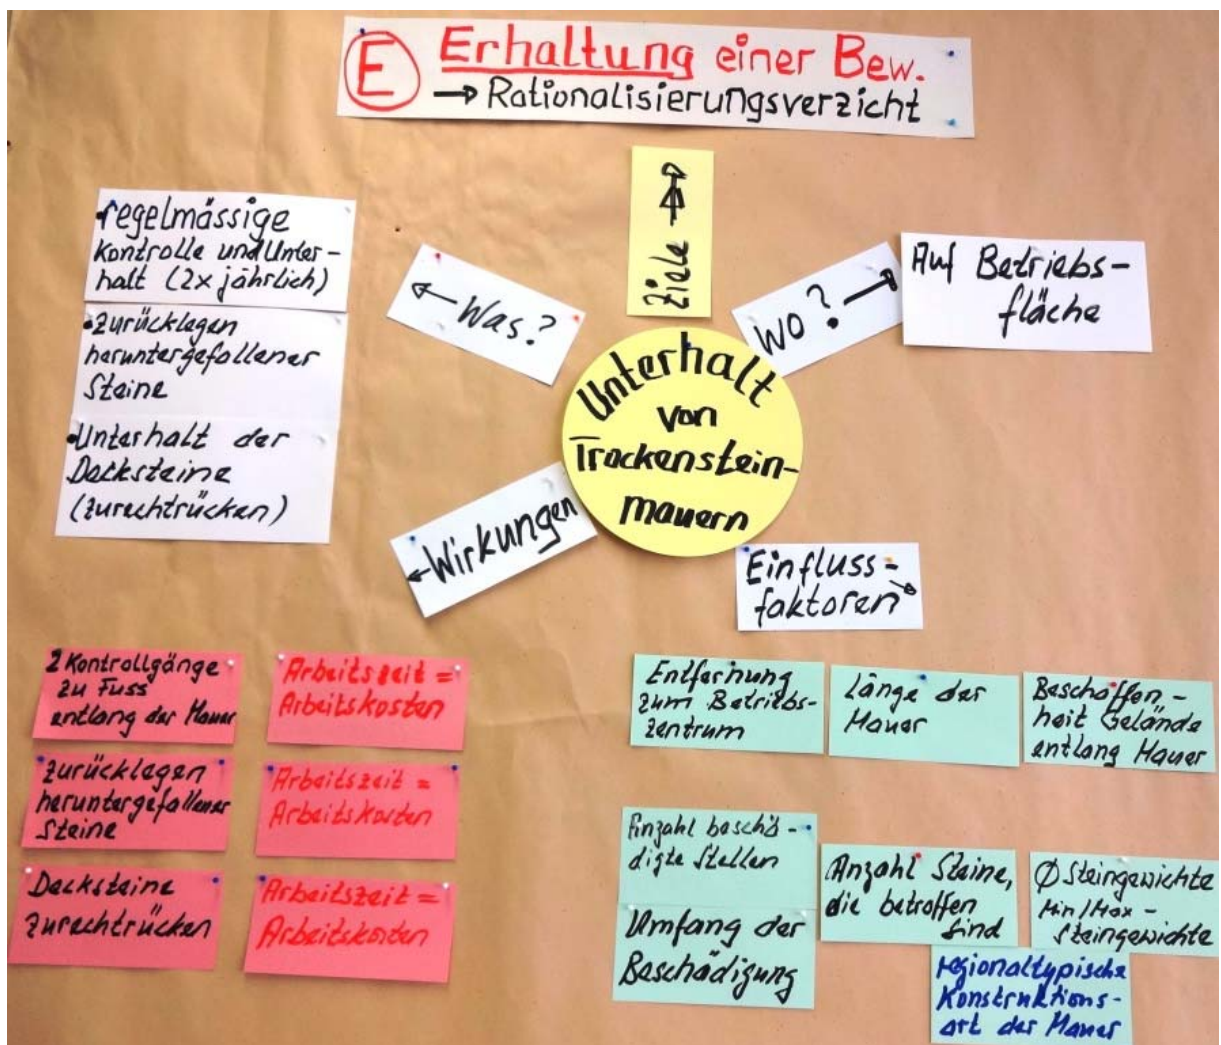 E Erhaltung einer Bew.
→ Rationalisierungsverzicht
Ziele →
• regelmässige
Kontrolle und Unter-
halt (2x jährlich)
• Zurücklegen
heruntergefallener
Steine
• Unterhalt der
Decksteine
(zurechtrücken)
← Was?
Wo? →
Auf Betriebs-
fläche
Unterhalt
von
Trockenstein-
mauern
← Wirkungen
Einfluss-
faktoren →
2 Kontrollgänge
zu Fuss
entlang der Mauer
Arbeitszeit =
Arbeitskosten
Zurücklegen
heruntergefallener
Steine
Arbeitszeit =
Arbeitskosten
Decksteine
zurechtrücken
Arbeitszeit =
Arbeitskosten
Entfernung
zum Betriebs-
zentrum
Länge der
Mauer
Beschaffen-
heit Gelände
entlang Mauer
Anzahl beschä-
digte Stellen
Umfang der
Beschädigung
Anzahl Steine,
die betroffen
sind
Ø Steingewichte
Min/Max-
Steingewichte
regionaltypische
Konstruktions-
art der Mauer